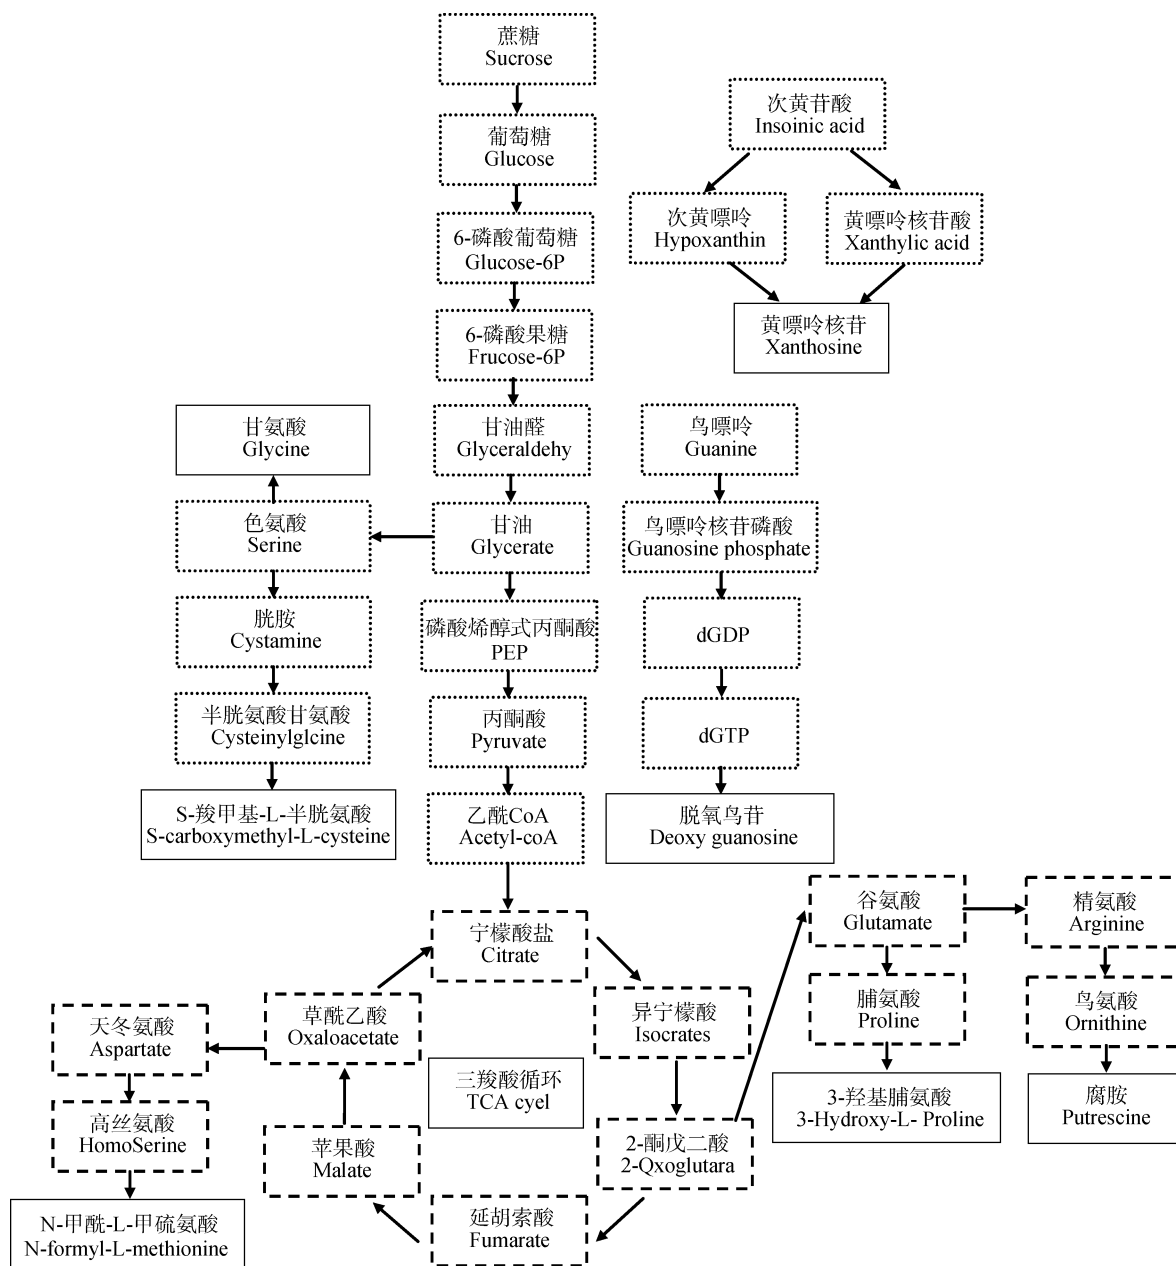 蔗糖
Sucrose
葡萄糖
Glucose
6-磷酸葡萄糖
Glucose-6P
6-磷酸果糖
Frucose-6P
次黄苷酸
Insoinic acid
次黄嘌呤
Hypoxanthin
黄嘌呤核苷酸
Xanthylic acid
黄嘌呤核苷
Xanthosine
甘氨酸
Glycine
甘油醛
Glyceraldehy
鸟嘌呤
Guanine
色氨酸
Serine
甘油
Glycerate
鸟嘌呤核苷磷酸
Guanosine phosphate
胱胺
Cystamine
磷酸烯醇式丙酮酸
PEP
dGDP
半胱氨酸甘氨酸
Cysteinylglcine
丙酮酸
Pyruvate
dGTP
S-羧甲基-L-半胱氨酸
S-carboxymethyl-L-cysteine
乙酰CoA
Acetyl-coA
脱氧鸟苷
Deoxy guanosine
宁檬酸盐
Citrate
谷氨酸
Glutamate
精氨酸
Arginine
天冬氨酸
Aspartate
草酰乙酸
Oxaloacetate
异宁檬酸
Isocrates
脯氨酸
Proline
鸟氨酸
Ornithine
三羧酸循环
TCA cyel
3-羟基脯氨酸
3-Hydroxy-L- Proline
腐胺
Putrescine
高丝氨酸
HomoSerine
苹果酸
Malate
2-酮戊二酸
2-Qxoglutara
N-甲酰-L-甲硫氨酸
N-formyl-L-methionine
延胡索酸
Fumarate